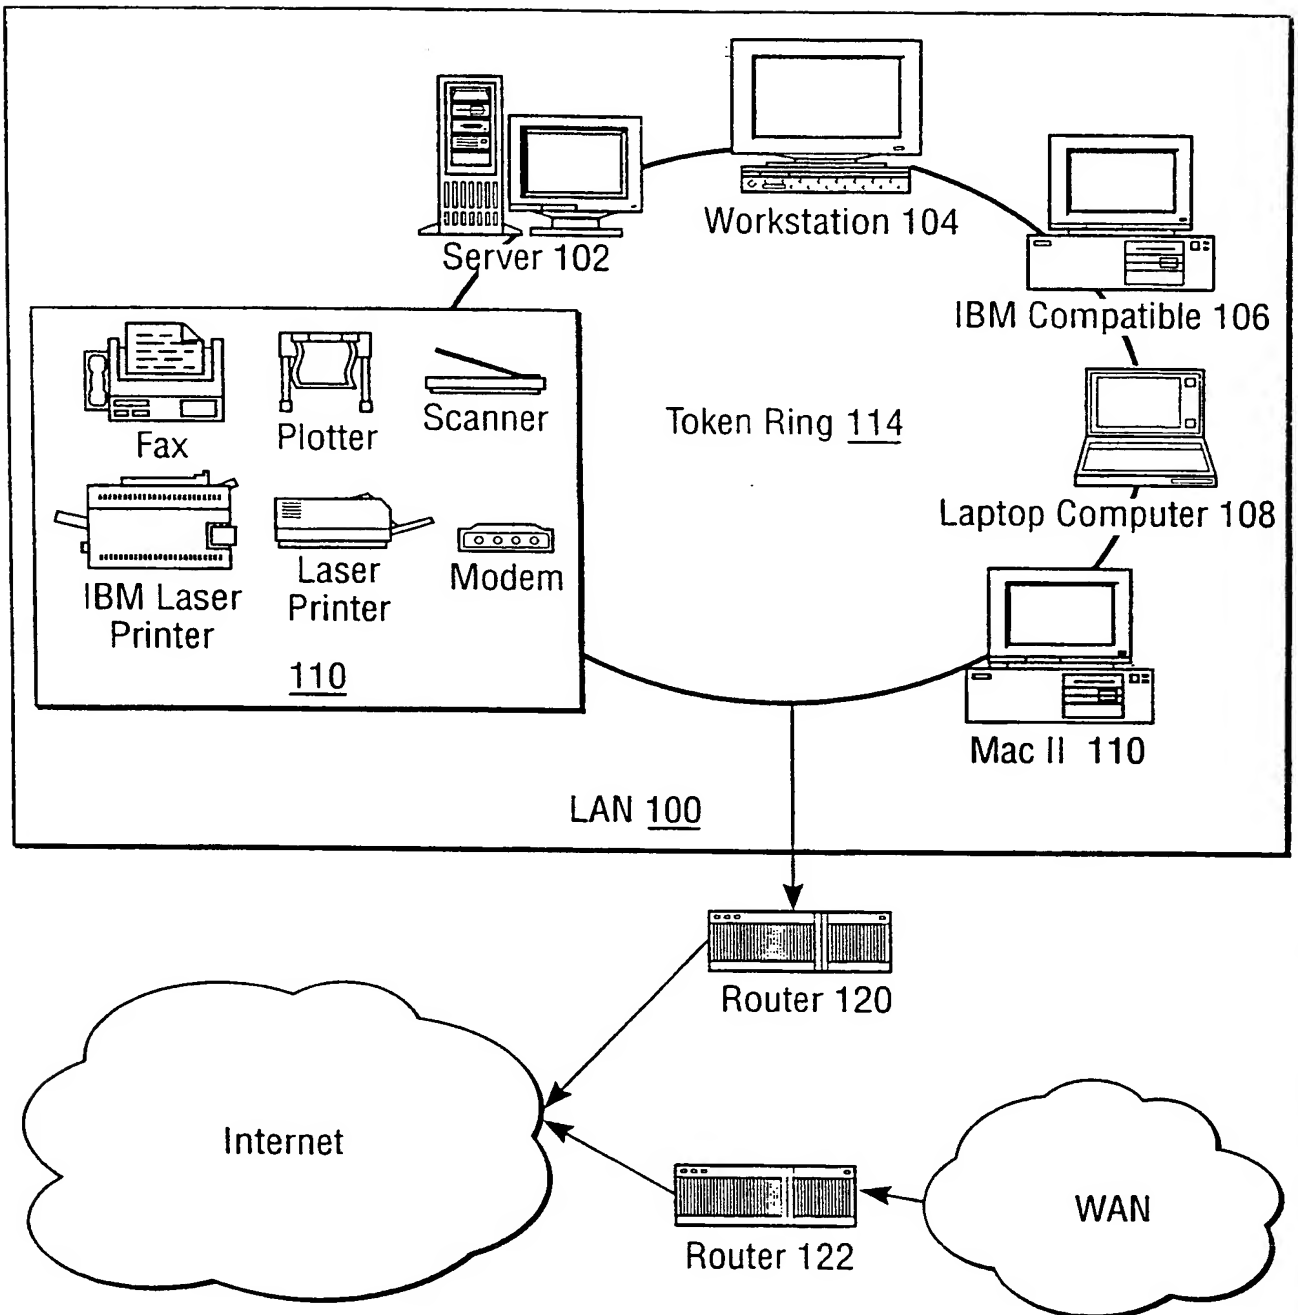 Server 102
Workstation 104
IBM Compatible 106
Fax
Plotter
Scanner
Token Ring 114
IBM Laser
Printer
Laser
Printer
Modem
Laptop Computer 108
110
Mac II 110
LAN 100
Router 120
Internet
WAN
Router 122